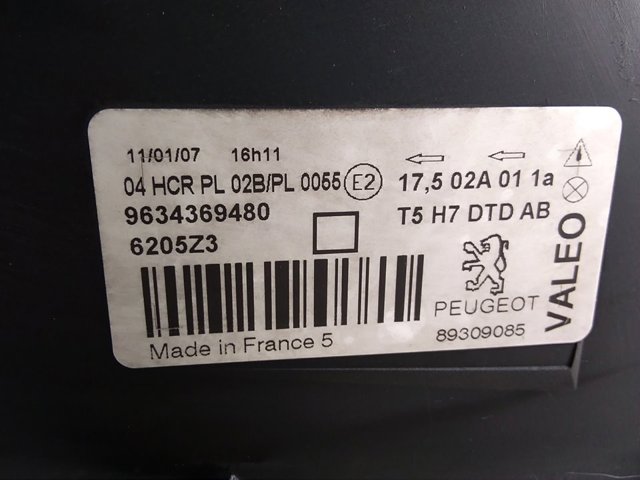 11/01/07 16h11
04 HCR PL 02B/PL 0055 E2 17,5 02A 01 1a
9634369480 T5 H7 DTD AB
6205Z3
PEUGEOT
89309085
Made in France 5
VALEO